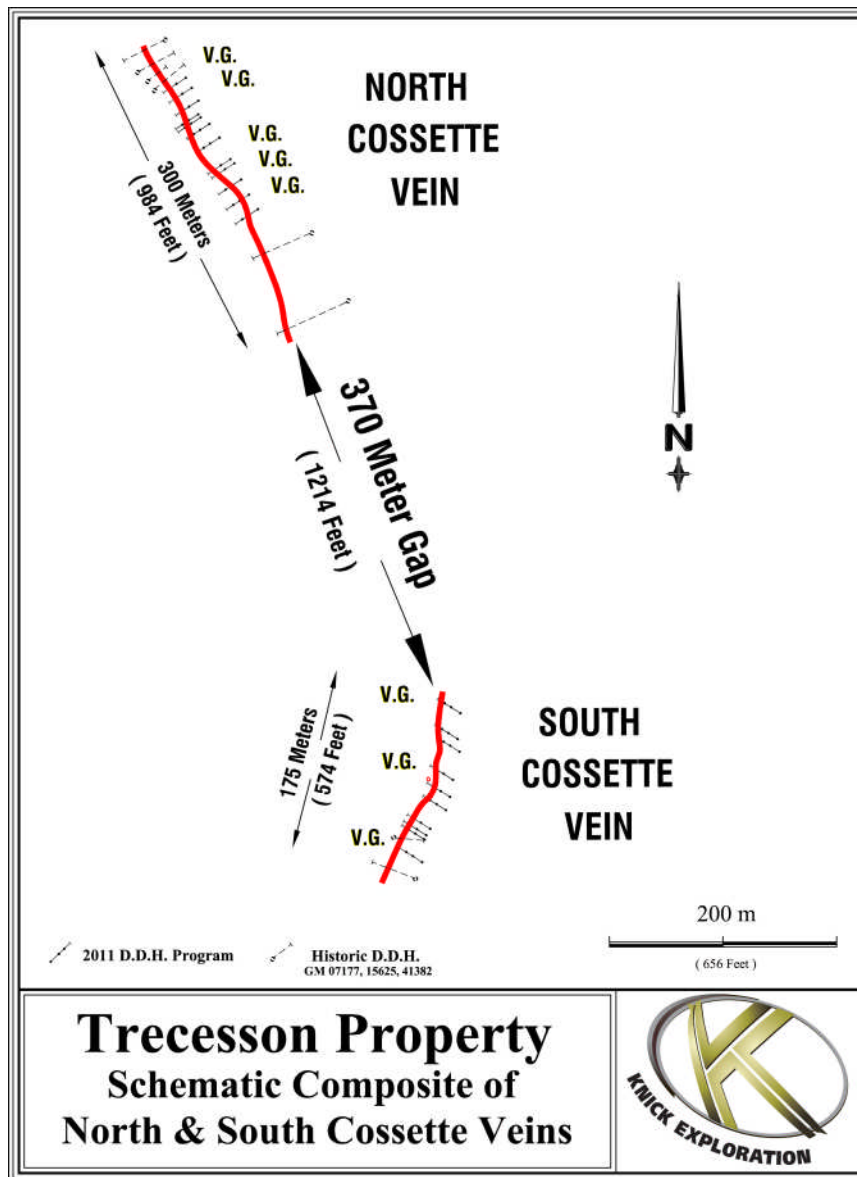 V.G.
V.G.
NORTH
COSSETTE
VEIN
V.G.
V.G.
V.G.
300 Meters
( 984 Feet )
370 Meter Gap
( 1214 Feet )
N
175 Meters
( 574 Feet )
V.G.
V.G.
V.G.
SOUTH
COSSETTE
VEIN
200 m
( 656 Feet )
2011 D.D.H. Program
Historic D.D.H.
GM 07177, 15625, 41382
Trecesson Property
Schematic Composite of
North & South Cossette Veins
KNICK EXPLORATION